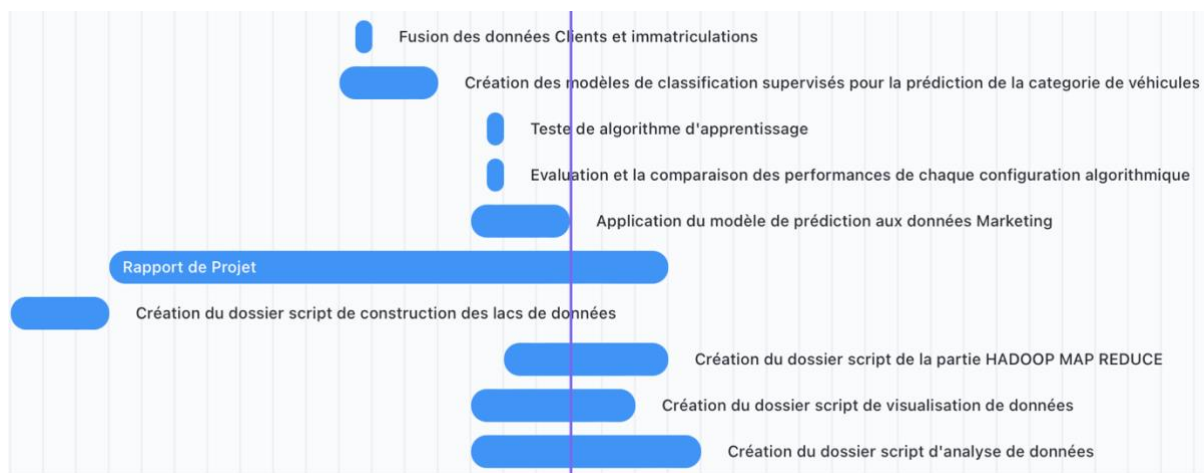 Fusion des données Clients et immatriculations
Création des modèles de classification supervisés pour la prédiction de la categorie de véhicules
Teste de algorithme d'apprentissage
Evaluation et la comparaison des performances de chaque configuration algorithmique
Application du modèle de prédiction aux données Marketing
Rapport de Projet
Création du dossier script de construction des lacs de données
Création du dossier script de la partie HADOOP MAP REDUCE
Création du dossier script de visualisation de données
Création du dossier script d'analyse de données